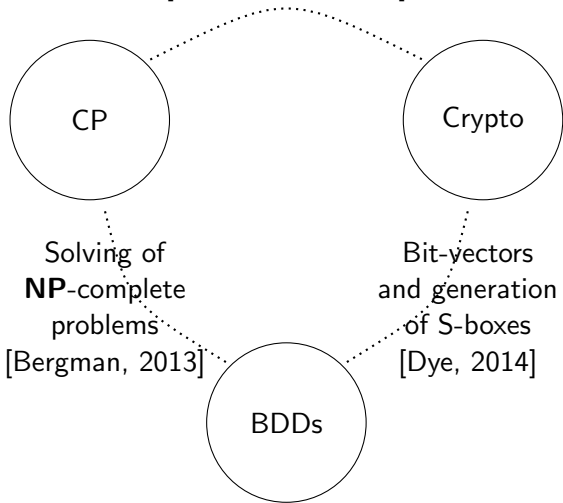 CP
Crypto
Solving of
NP-complete
problems
[Bergman, 2013]
Bit-vectors
and generation
of S-boxes
[Dye, 2014]
BDDs